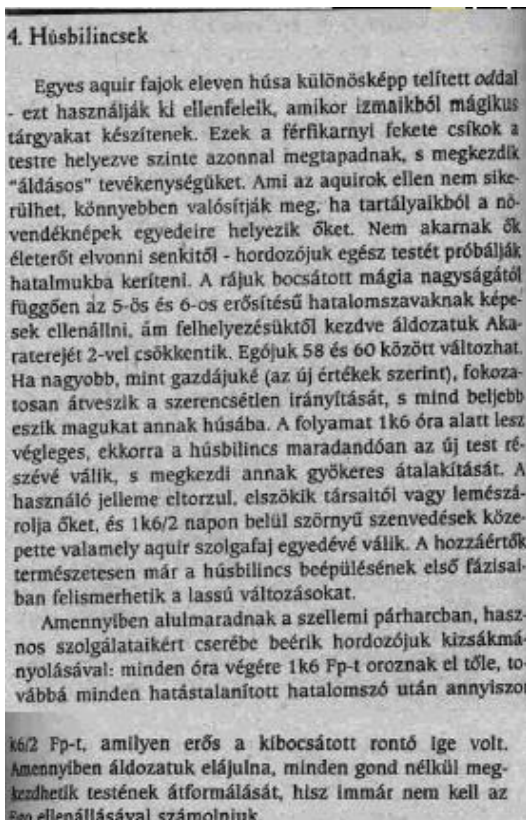 4. Húsbilincsek
Egyes aquir fajok eleven húsa különösképp telített oddal
- ezt használják ki ellenfeleik, amikor izmaikból mágikus
tárgyakat készítenek. Ezek a férfikarnyi fekete csíkok a
testre helyezve szinte azonnal megtapadnak, s megkezdik
"áldásos" tevékenységüket. Ami az aquirok ellen nem sike-
rülhet, könnyebben valósítják meg, ha tartályaikból a nö-
vendéknépek egyedeire helyezik őket. Nem akarnak ők
életerőt elvonni senkitől - hordozójuk egész testét próbálják
hatalmukba keríteni. A rájuk bocsátott mágia nagyságától
függően az 5-ös és 6-os erősítésű hatalomszavaknak képe-
sek ellenállni, ám felhelyezésüktől kezdve áldozatuk Aka-
raterejét 2-vel csökkentik. Egójuk 58 és 60 között változhat.
Ha nagyobb, mint gazdájuké (az új értékek szerint), fokoza-
tosan átveszik a szerencsétlen irányítását, s mind beljebb
eszik magukat annak húsába. A folyamat 1k6 óra alatt lesz
végleges, ekkorra a húsbilincs maradandóan az új test ré-
szévé válik, s megkezdi annak gyökeres átalakítását. A
használó jelleme eltorzul, elszökik társaitól vagy lemészá-
rolja őket, és 1k6/2 napon belül szörnyű szenvedések köze-
pette valamely aquir szolgafaj egyedévé válik. A hozzáértők
természetesen már a húsbilincs beépülésének első fázisai-
ban felismerhetik a lassú változásokat.
Amennyiben alulmaradnak a szellemi párharcban, hasz-
nos szolgálataikért cserébe beérik hordozójuk kizsákmá-
nyolásával: minden óra végére 1k6 Fp-t oroznak el tőle, to-
vábbá minden hatástalanított hatalomszó után annyiszor
k6/2 Fp-t, amilyen erős a kibocsátott rontó ige volt.
Amennyiben áldozatuk elájulna, minden gond nélkül meg-
kezdhetik testének átformálását, hisz immár nem kell az
Ego ellenállásával számolniuk.